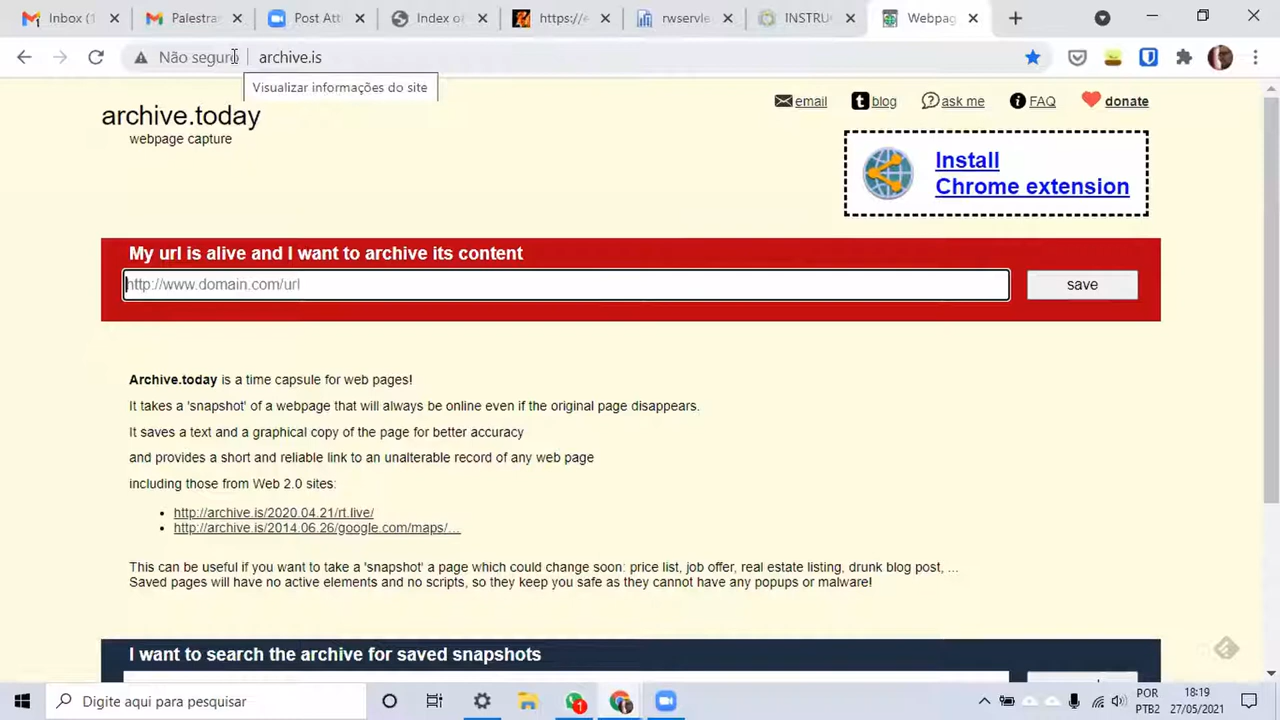 Inbox (1
Palestra
Post Att
Index o
https://
rwservle
INSTRU
Webpag
Não seguro
archive.is
Visualizar informações do site
archive.today
webpage capture
email
blog
ask me
FAQ
donate
Install
Chrome extension
My url is alive and I want to archive its content
http://www.domain.com/url
save
Archive.today is a time capsule for web pages!
It takes a 'snapshot' of a webpage that will always be online even if the original page disappears.
It saves a text and a graphical copy of the page for better accuracy
and provides a short and reliable link to an unalterable record of any web page
including those from Web 2.0 sites:
• http://archive.is/2020.04.21/rt.live/
• http://archive.is/2014.06.26/google.com/maps/...
This can be useful if you want to take a 'snapshot' a page which could change soon: price list, job offer, real estate listing, drunk blog post, ...
Saved pages will have no active elements and no scripts, so they keep you safe as they cannot have any popups or malware!
I want to search the archive for saved snapshots
Digite aqui para pesquisar
1
POR
PTB2
18:19
27/05/2021